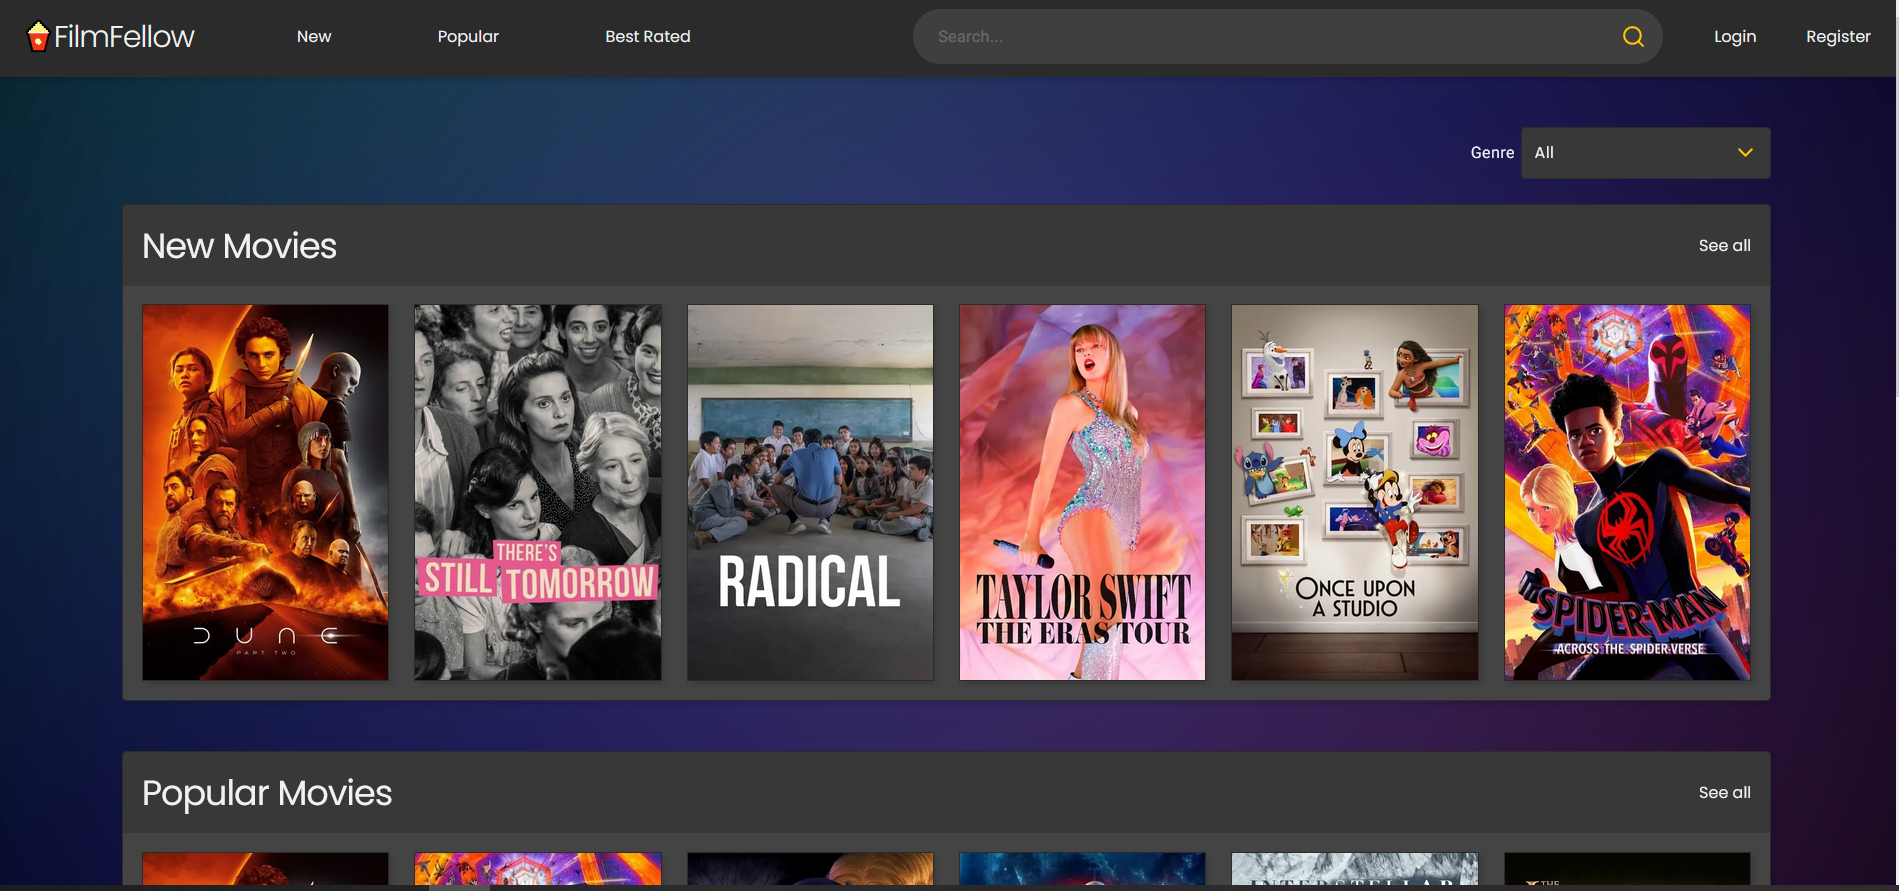 FilmFellow
New
Popular
Best Rated
Search...
Login
Register
Genre
All
New Movies
See all
DUNE
PART TWO
THERE'S
STILL TOMORROW
RADICAL
TAYLOR SWIFT
THE ERAS TOUR
ONCE UPON
A STUDIO
SPIDER-MAN
ACROSS THE SPIDER-VERSE
Popular Movies
See all
INTERSTELLAR
THE